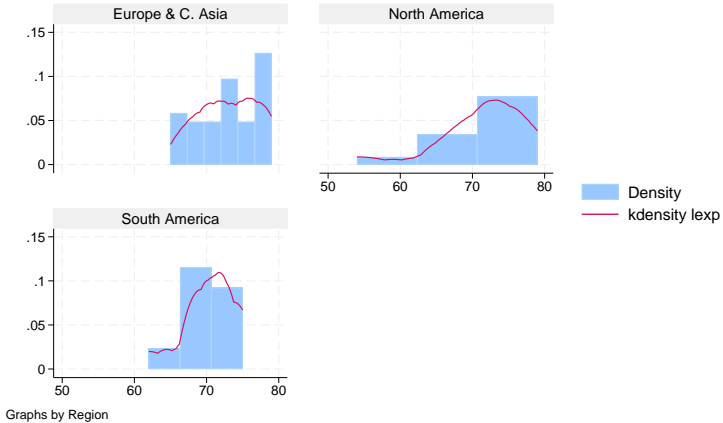 Europe & C. Asia
North America
.15
.1
.05
0
50 60 70 80
Density
kdensity lexp
South America
.15
.1
.05
0
50 60 70 80
Graphs by Region